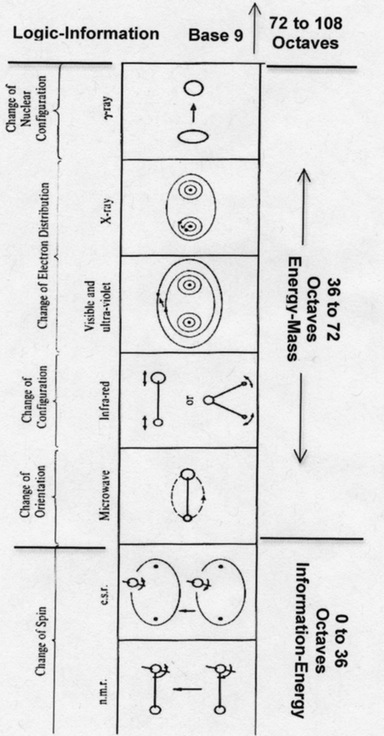 Logic-Information
Base 9
72 to 108
Octaves
Change of
Nuclear
Configuration
γ-ray
Change of Electron Distribution
X-ray
Visible and
ultra-violet
36 to 72
Octaves
Energy-Mass
Change of
Configuration
Infra-red
or
Change of
Orientation
Microwave
Change of Spin
e.s.r.
n.m.r.
0 to 36
Octaves
Information-Energy